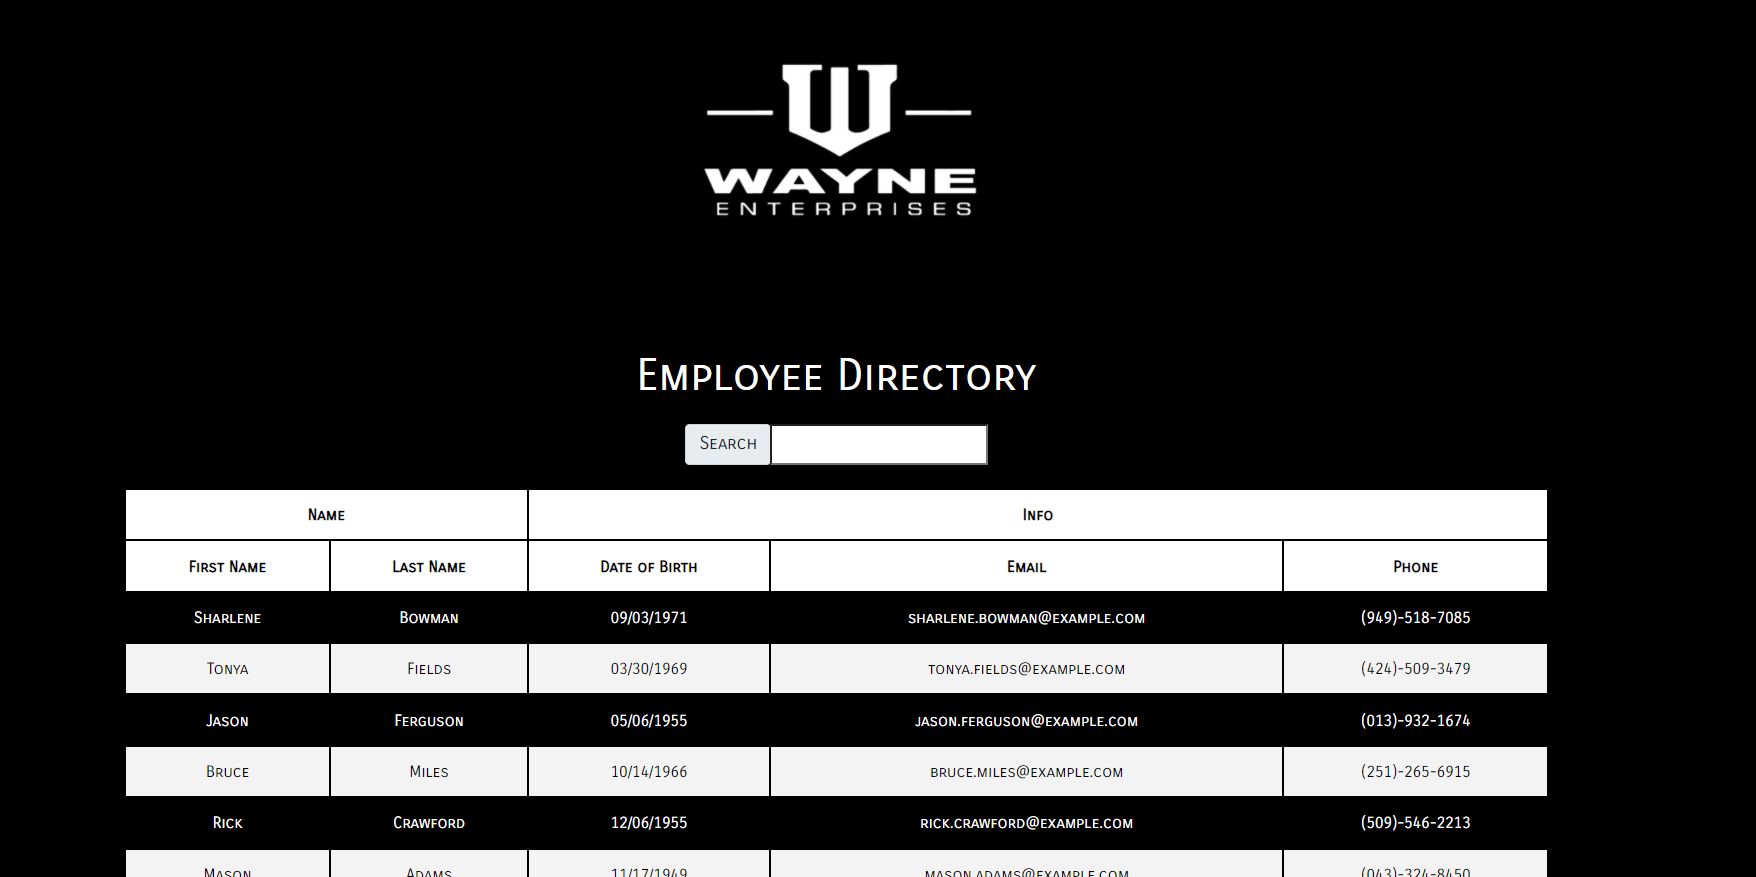 WAYNE
ENTERPRISES
Employee Directory
Search
Name Info
First Name Last Name Date of Birth Email Phone
Sharlene Bowman 09/03/1971 sharlene.bowman@example.com (949)-518-7085
Tonya Fields 03/30/1969 tonya.fields@example.com (424)-509-3479
Jason Ferguson 05/06/1955 jason.ferguson@example.com (013)-932-1674
Bruce Miles 10/14/1966 bruce.miles@example.com (251)-265-6915
Rick Crawford 12/06/1955 rick.crawford@example.com (509)-546-2213
Mason Adams 11/17/1949 mason.adams@example.com (043)-324-8450